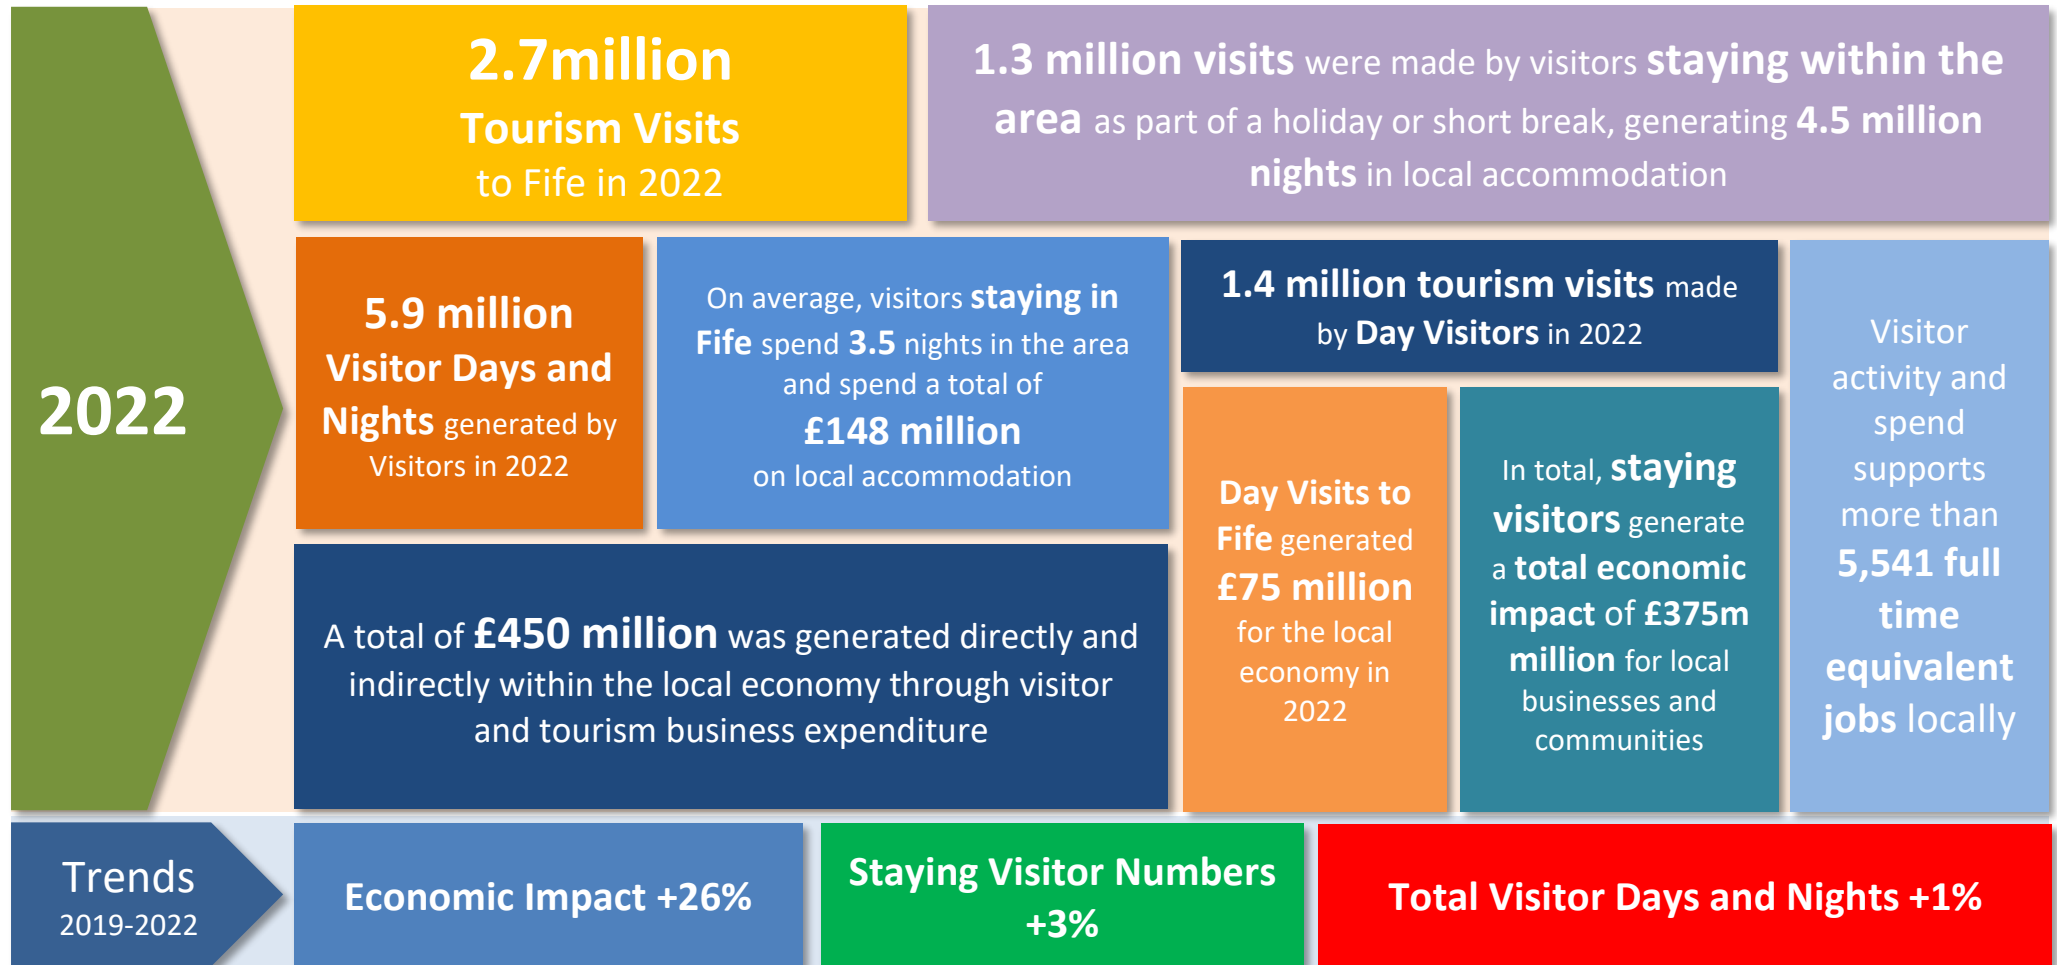 2022
2.7million
Tourism Visits
to Fife in 2022
1.3 million visits were made by visitors staying within the
area as part of a holiday or short break, generating 4.5 million
nights in local accommodation
5.9 million
Visitor Days and
Nights generated by
Visitors in 2022
On average, visitors staying in
Fife spend 3.5 nights in the area
and spend a total of
£148 million
on local accommodation
1.4 million tourism visits made
by Day Visitors in 2022
Visitor
activity and
spend
supports
more than
5,541 full
time
equivalent
jobs locally
A total of £450 million was generated directly and
indirectly within the local economy through visitor
and tourism business expenditure
Day Visits to
Fife generated
£75 million
for the local
economy in
2022
In total, staying
visitors generate
a total economic
impact of £375m
million for local
businesses and
communities
Trends
2019-2022
Economic Impact +26%
Staying Visitor Numbers
+3%
Total Visitor Days and Nights +1%